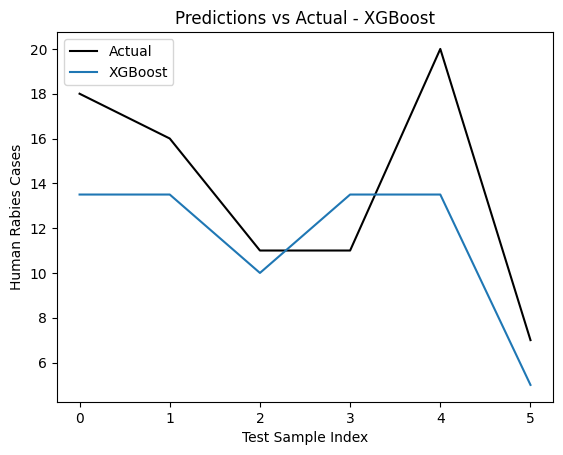 Predictions vs Actual - XGBoost
Actual
XGBoost
Human Rabies Cases
20
18
16
14
12
10
8
6
0 1 2 3 4 5
Test Sample Index